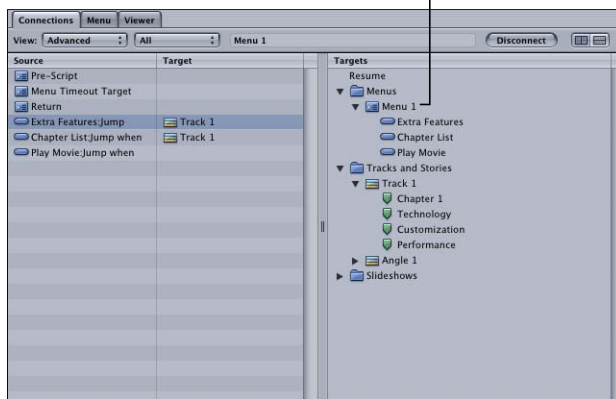 Connections Menu Viewer
View: Advanced All Menu 1 Disconnect
Source Target Targets
Pre-Script
Menu Timeout Target
Return
Extra Features:Jump Track 1
Chapter List:Jump when Track 1
Play Movie:Jump when
Resume
Menus
Menu 1
Extra Features
Chapter List
Play Movie
Tracks and Stories
Track 1
Chapter 1
Technology
Customization
Performance
Angle 1
Slideshows